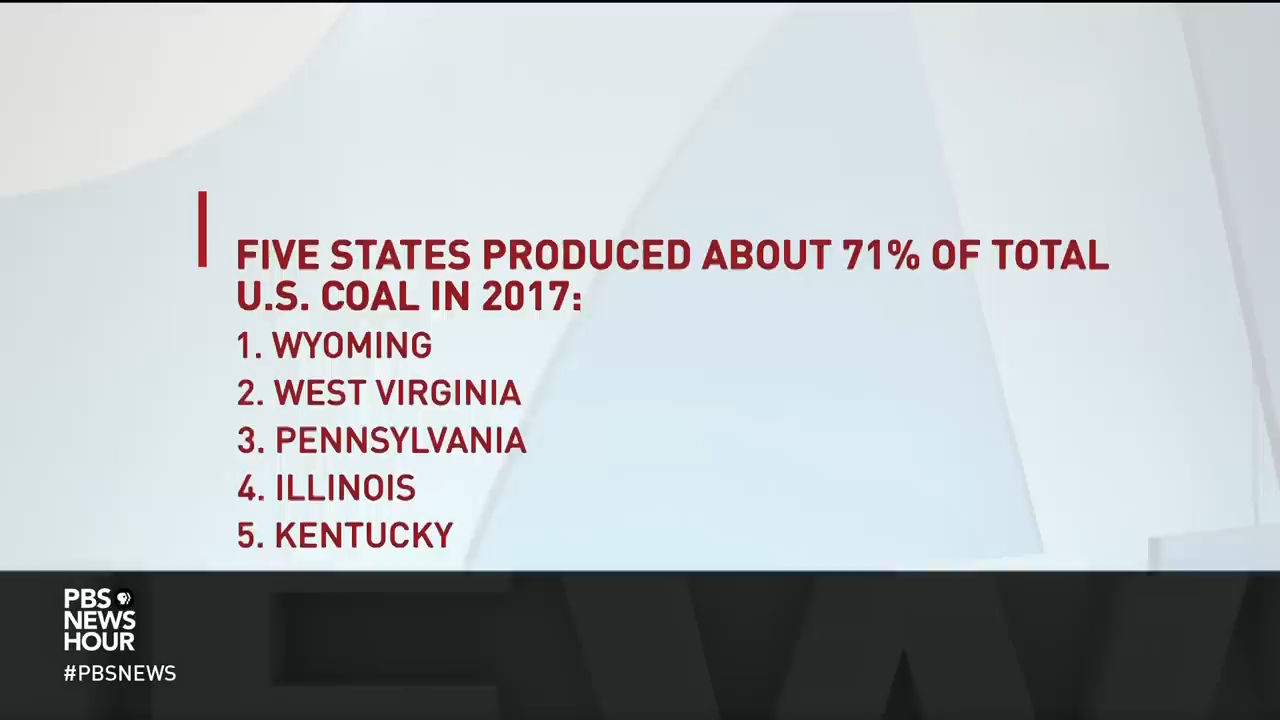 FIVE STATES PRODUCED ABOUT 71% OF TOTAL
U.S. COAL IN 2017:
1. WYOMING
2. WEST VIRGINIA
3. PENNSYLVANIA
4. ILLINOIS
5. KENTUCKY
PBS
NEWS
HOUR
#PBSNEWS